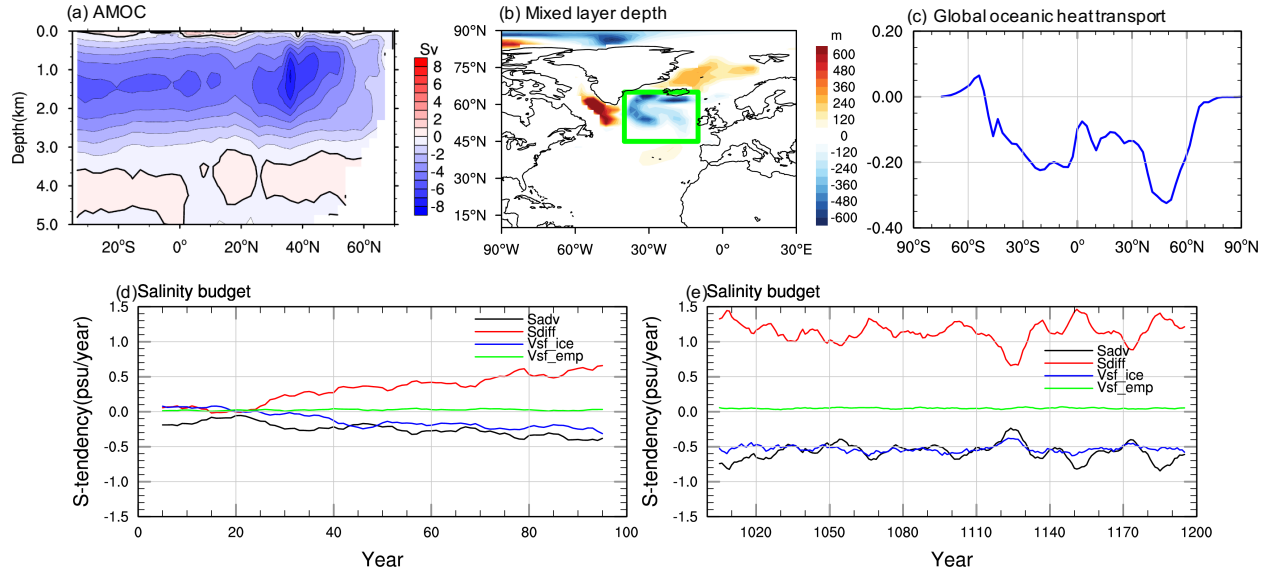 (a) AMOC
(b) Mixed layer depth
(c) Global oceanic heat transport
Sv
m
0.0
1.0
2.0
3.0
4.0
5.0
Depth(km)
20°S 0° 20°N 40°N 60°N
8
6
4
2
0
-2
-4
-6
-8
90°N
75°N
60°N
45°N
30°N
15°N
90°W 60°W 30°W 0° 30°E
600
480
360
240
120
0
-120
-240
-360
-480
-600
0.20
0.00
-0.20
-0.40
90°S 60°S 30°S 0° 30°N 60°N 90°N
(d) Salinity budget
S-tendency(psu/year)
1.5
1.0
0.5
0.0
-0.5
-1.0
-1.5
Sadv
Sdiff
Vsf_ice
Vsf_emp
0 20 40 60 80 100
Year
(e) Salinity budget
S-tendency(psu/year)
1.5
1.0
0.5
0.0
-0.5
-1.0
-1.5
Sadv
Sdiff
Vsf_ice
Vsf_emp
1020 1050 1080 1110 1140 1170 1200
Year